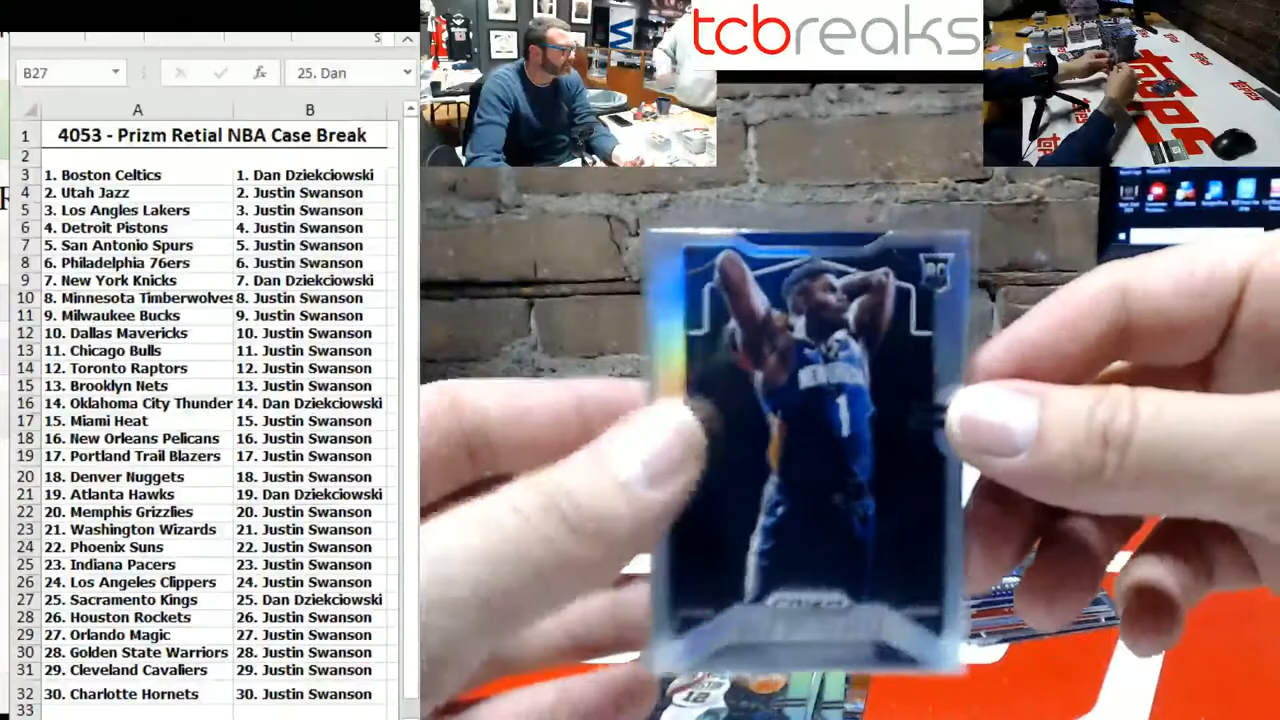 S
B27
fx
25. Dan
A B
1 4053 - Prizm Retial NBA Case Break
2
3 1. Boston Celtics 1. Dan Dziekciowski
4 2. Utah Jazz 2. Justin Swanson
5 3. Los Angles Lakers 3. Justin Swanson
6 4. Detroit Pistons 4. Justin Swanson
7 5. San Antonio Spurs 5. Justin Swanson
8 6. Philadelphia 76ers 6. Justin Swanson
9 7. New York Knicks 7. Dan Dziekciowski
10 8. Minnesota Timberwolves 8. Justin Swanson
11 9. Milwaukee Bucks 9. Justin Swanson
12 10. Dallas Mavericks 10. Justin Swanson
13 11. Chicago Bulls 11. Justin Swanson
14 12. Toronto Raptors 12. Justin Swanson
15 13. Brooklyn Nets 13. Justin Swanson
16 14. Oklahoma City Thunder 14. Dan Dziekciowski
17 15. Miami Heat 15. Justin Swanson
18 16. New Orleans Pelicans 16. Justin Swanson
19 17. Portland Trail Blazers 17. Justin Swanson
20 18. Denver Nuggets 18. Justin Swanson
21 19. Atlanta Hawks 19. Dan Dziekciowski
22 20. Memphis Grizzlies 20. Justin Swanson
23 21. Washington Wizards 21. Justin Swanson
24 22. Phoenix Suns 22. Justin Swanson
25 23. Indiana Pacers 23. Justin Swanson
26 24. Los Angeles Clippers 24. Justin Swanson
27 25. Sacramento Kings 25. Dan Dziekciowski
28 26. Houston Rockets 26. Justin Swanson
29 27. Orlando Magic 27. Justin Swanson
30 28. Golden State Warriors 28. Justin Swanson
31 29. Cleveland Cavaliers 29. Justin Swanson
32 30. Charlotte Hornets 30. Justin Swanson
33
tcbreaks
W
TOPPS
RC
1
PRIZM
18